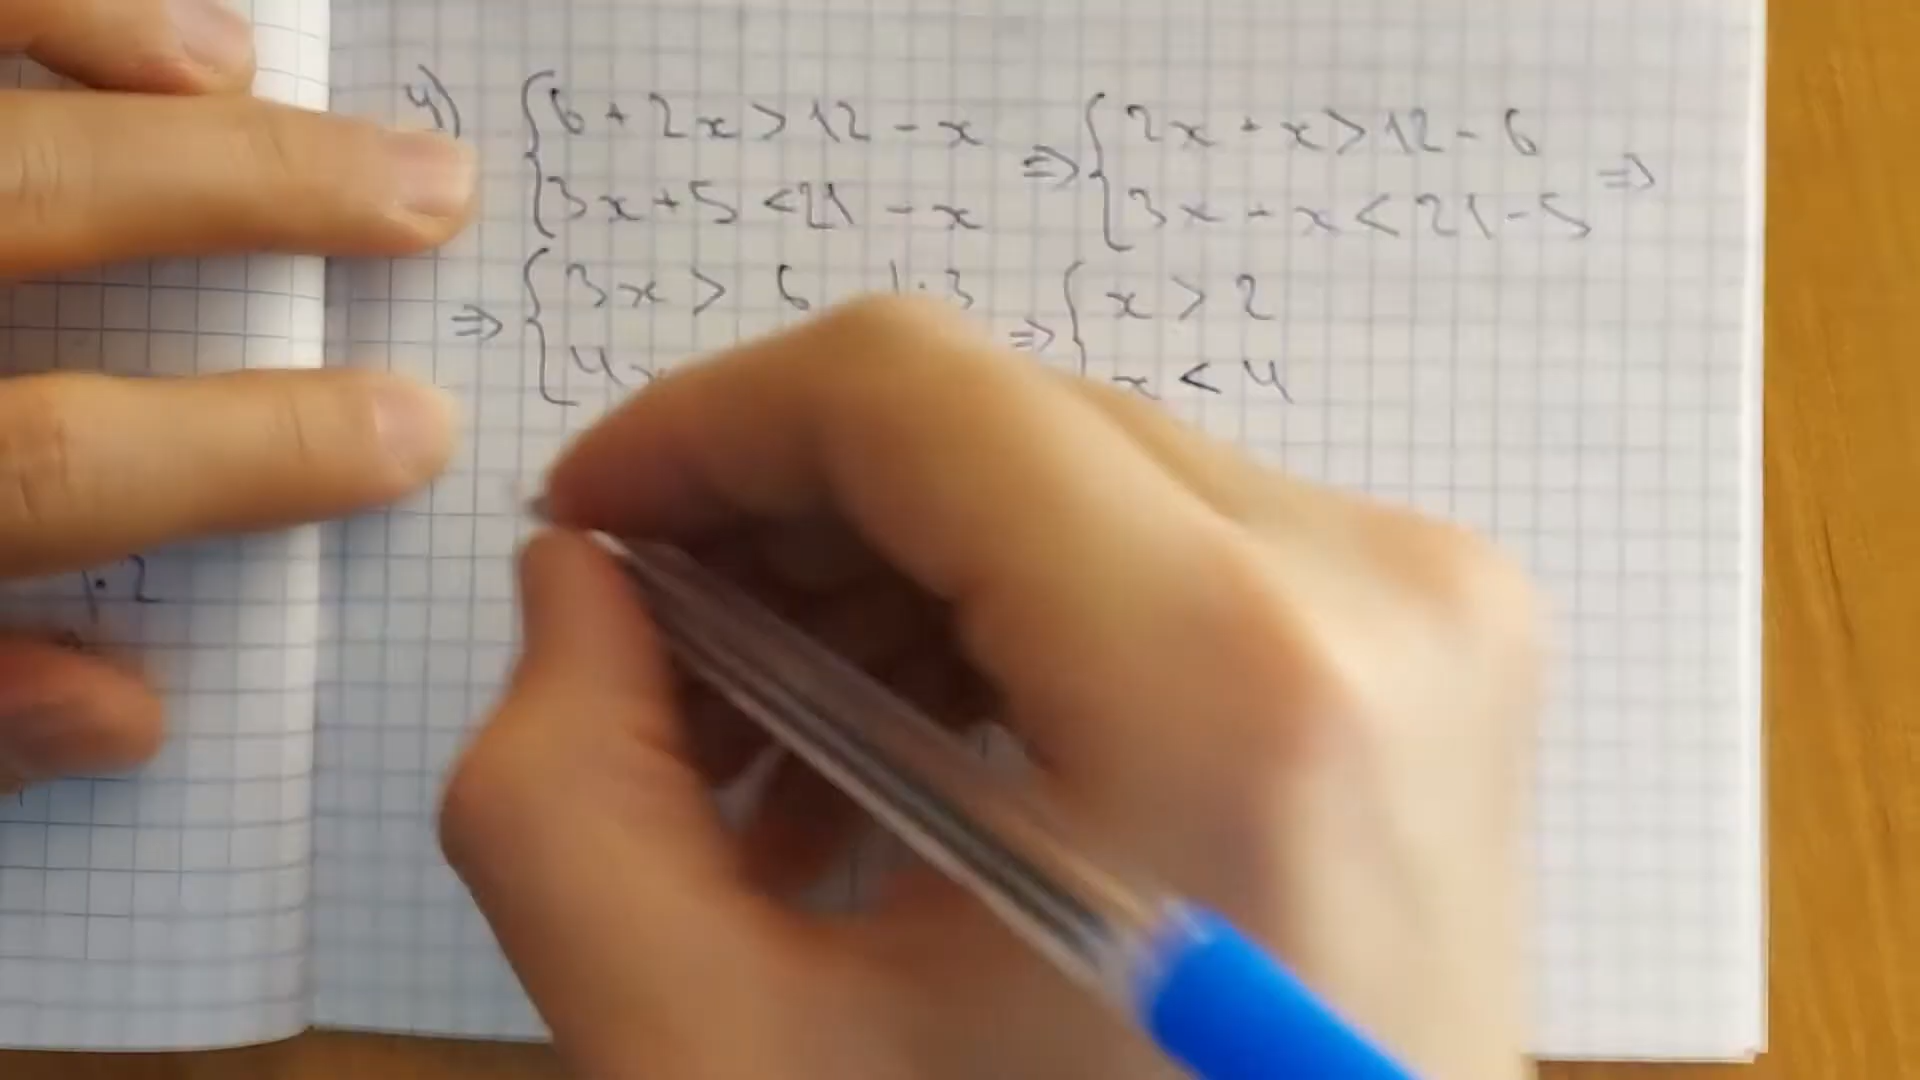 4) { 6 + 2x > 12 - x ⇒ { 2x + x > 12 - 6
{ 3x + 5 < 21 - x { 3x + x < 21 - 5 ⇒
⇒ { 3x > 6 | : 3 ⇒ { x > 2
{ 4x { x < 4
| : 2